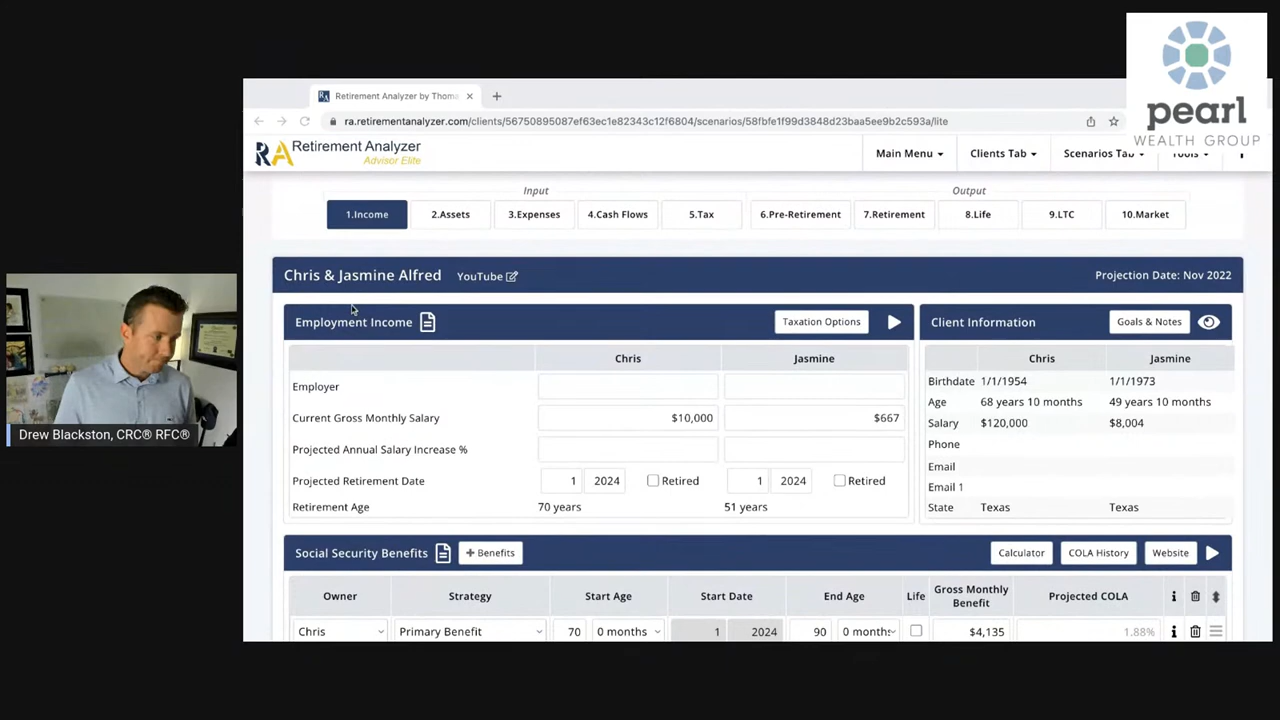 pearl
WEALTH GROUP
Retirement Analyzer by Thoma
ra.retirementanalyzer.com/clients/56750895087ef63ec1e82343c12f6804/scenarios/58fbfe1f99d3848d23baa5ee9b2c593a/lite
RA Retirement Analyzer
Advisor Elite
Main Menu
Clients Tab
Scenarios Tab
Tools
Input
Output
1.Income
2.Assets
3.Expenses
4.Cash Flows
5.Tax
6.Pre-Retirement
7.Retirement
8.Life
9.LTC
10.Market
Chris & Jasmine Alfred YouTube
Projection Date: Nov 2022
Employment Income
Taxation Options
Chris Jasmine
Employer
Current Gross Monthly Salary $10,000 $667
Projected Annual Salary Increase %
Projected Retirement Date 1 2024 Retired 1 2024 Retired
Retirement Age 70 years 51 years
Client Information
Goals & Notes
Chris Jasmine
Birthdate 1/1/1954 1/1/1973
Age 68 years 10 months 49 years 10 months
Salary $120,000 $8,004
Phone
Email
Email 1
State Texas Texas
Drew Blackston, CRC® RFC®
Social Security Benefits + Benefits
Calculator COLA History Website
Owner Strategy Start Age Start Date End Age Life Gross Monthly Benefit Projected COLA
Chris Primary Benefit 70 0 months 1 2024 90 0 months $4,135 1.88%